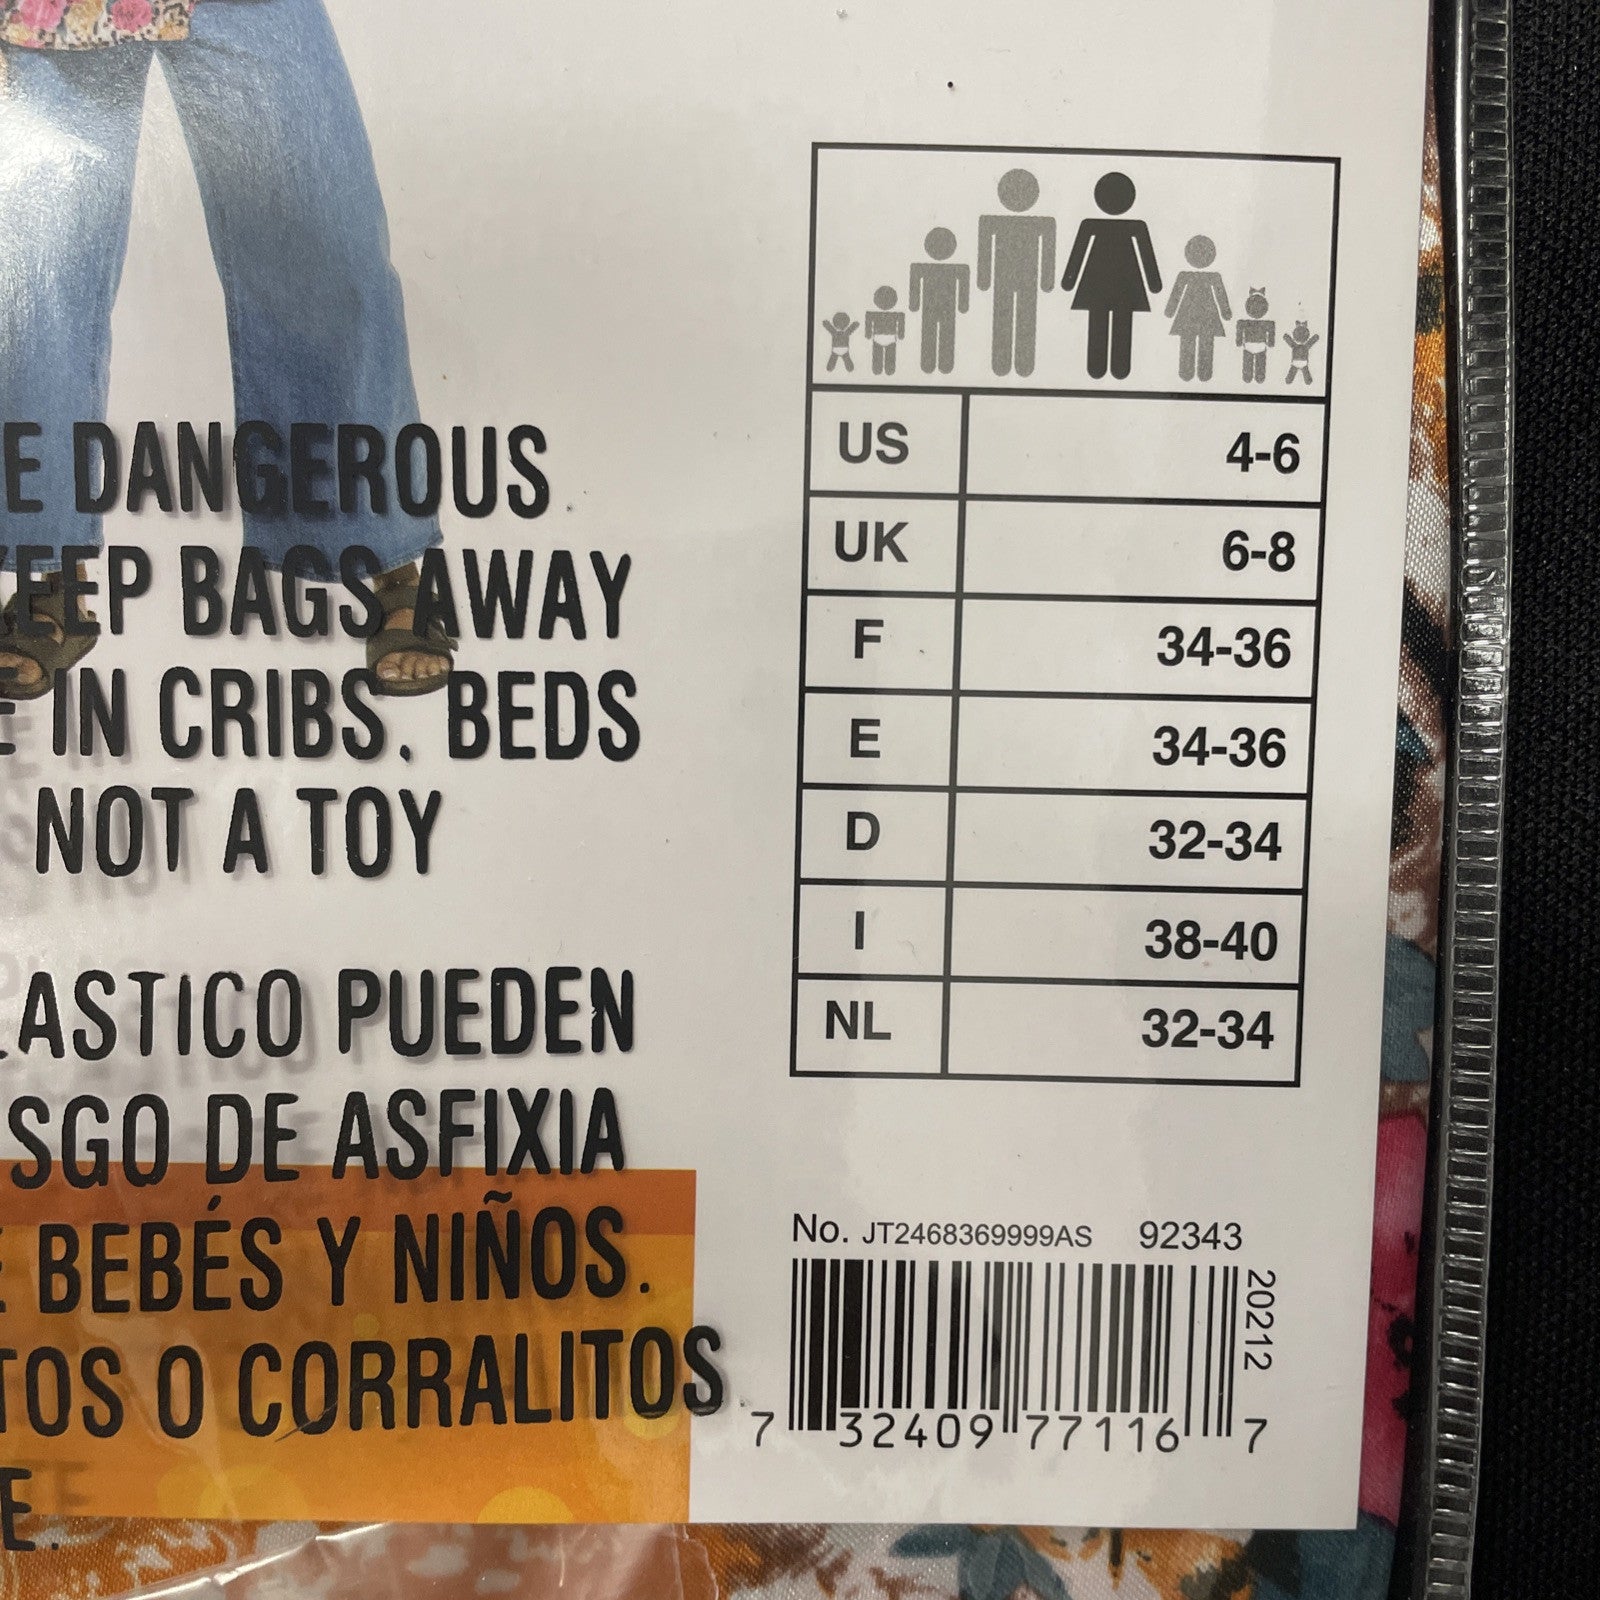 E DANGEROUS
KEEP BAGS AWAY
E IN CRIBS, BEDS
NOT A TOY
LASTICO PUEDEN
SGO DE ASFIXIA
E BEBÉS Y NIÑOS.
TOS O CORRALITOS
E.
US 4-6
UK 6-8
F 34-36
E 34-36
D 32-34
I 38-40
NL 32-34
No. JT2468369999AS 92343
20212
7 32409 77116 7